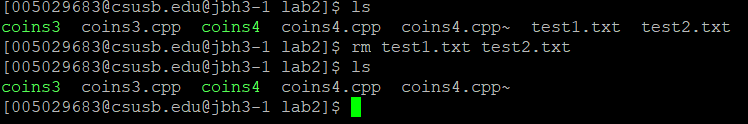 [005029683@csusb.edu@jbh3-1 lab2]$ ls
coins3  coins3.cpp  coins4  coins4.cpp  coins4.cpp~  test1.txt  test2.txt
[005029683@csusb.edu@jbh3-1 lab2]$ rm test1.txt test2.txt
[005029683@csusb.edu@jbh3-1 lab2]$ ls
coins3  coins3.cpp  coins4  coins4.cpp  coins4.cpp~
[005029683@csusb.edu@jbh3-1 lab2]$